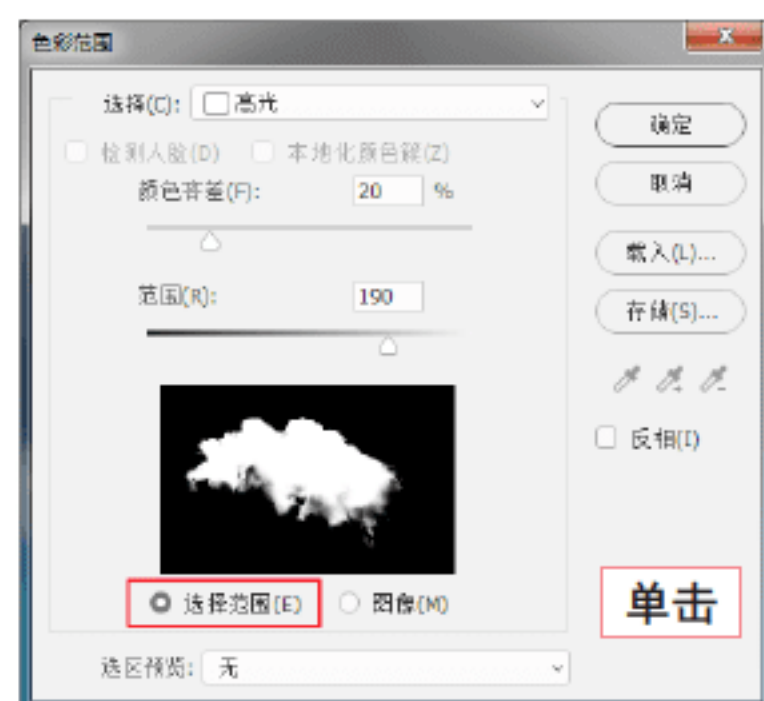 色彩范围
选择(C): 高光
检测人脸(D) 本地化颜色簇(Z)
颜色容差(F): 20 %
范围(R): 190
选择范围(E) 图像(M)
选区预览: 无
确定
取消
载入(L)...
存储(S)...
反相(I)
单击